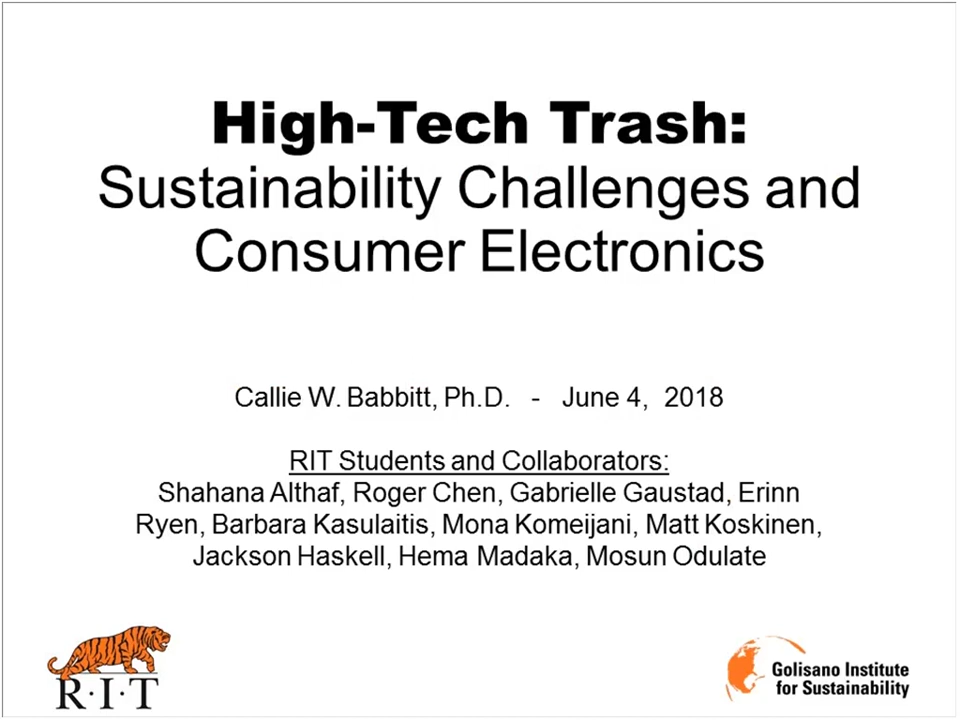 High-Tech Trash:
Sustainability Challenges and
Consumer Electronics
Callie W. Babbitt, Ph.D. - June 4, 2018
RIT Students and Collaborators:
Shahana Althaf, Roger Chen, Gabrielle Gaustad, Erinn
Ryen, Barbara Kasulaitis, Mona Komeijani, Matt Koskinen,
Jackson Haskell, Hema Madaka, Mosun Odulate
R·I·T
Golisano Institute
for Sustainability